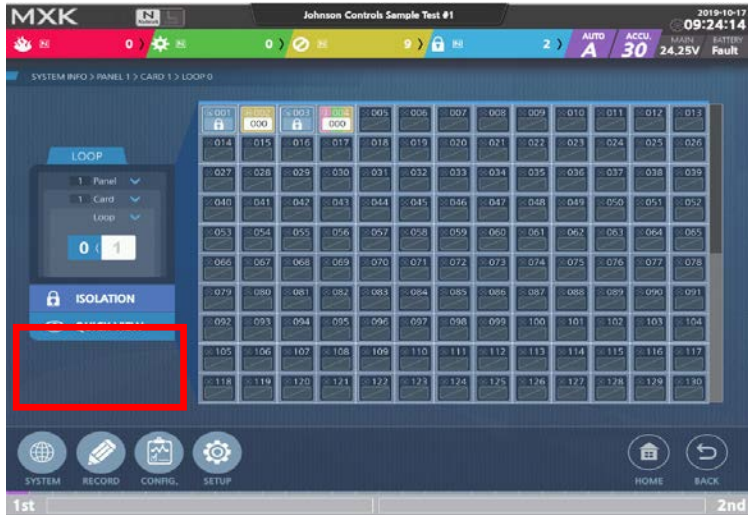 MXK
N
Network
L
Johnson Controls Sample Test #1
2019-10-17
09:24:14
N 0
N 0
N 9
N 2
AUTO
A
ACCU.
30
MAIN
24,25V
BATTERY
Fault
SYSTEM INFO > PANEL 1 > CARD 1 > LOOP 0
LOOP
1 Panel
1 Card
Loop
0 1
ISOLATION
QUICK VIEW
001 002 003 004 005 006 007 008 009 010 011 012 013
000 000
014 015 016 017 018 019 020 021 022 023 024 025 026
027 028 029 030 031 032 033 034 035 036 037 038 039
040 041 042 043 044 045 046 047 048 049 050 051 052
053 054 055 056 057 058 059 060 061 062 063 064 065
066 067 068 069 070 071 072 073 074 075 076 077 078
079 080 081 082 083 084 085 086 087 088 089 090 091
092 093 094 095 096 097 098 099 100 101 102 103 104
105 106 107 108 109 110 111 112 113 114 115 116 117
118 119 120 121 122 123 124 125 126 127 128 129 130
SYSTEM RECORD CONFIG. SETUP
HOME BACK
1st 2nd